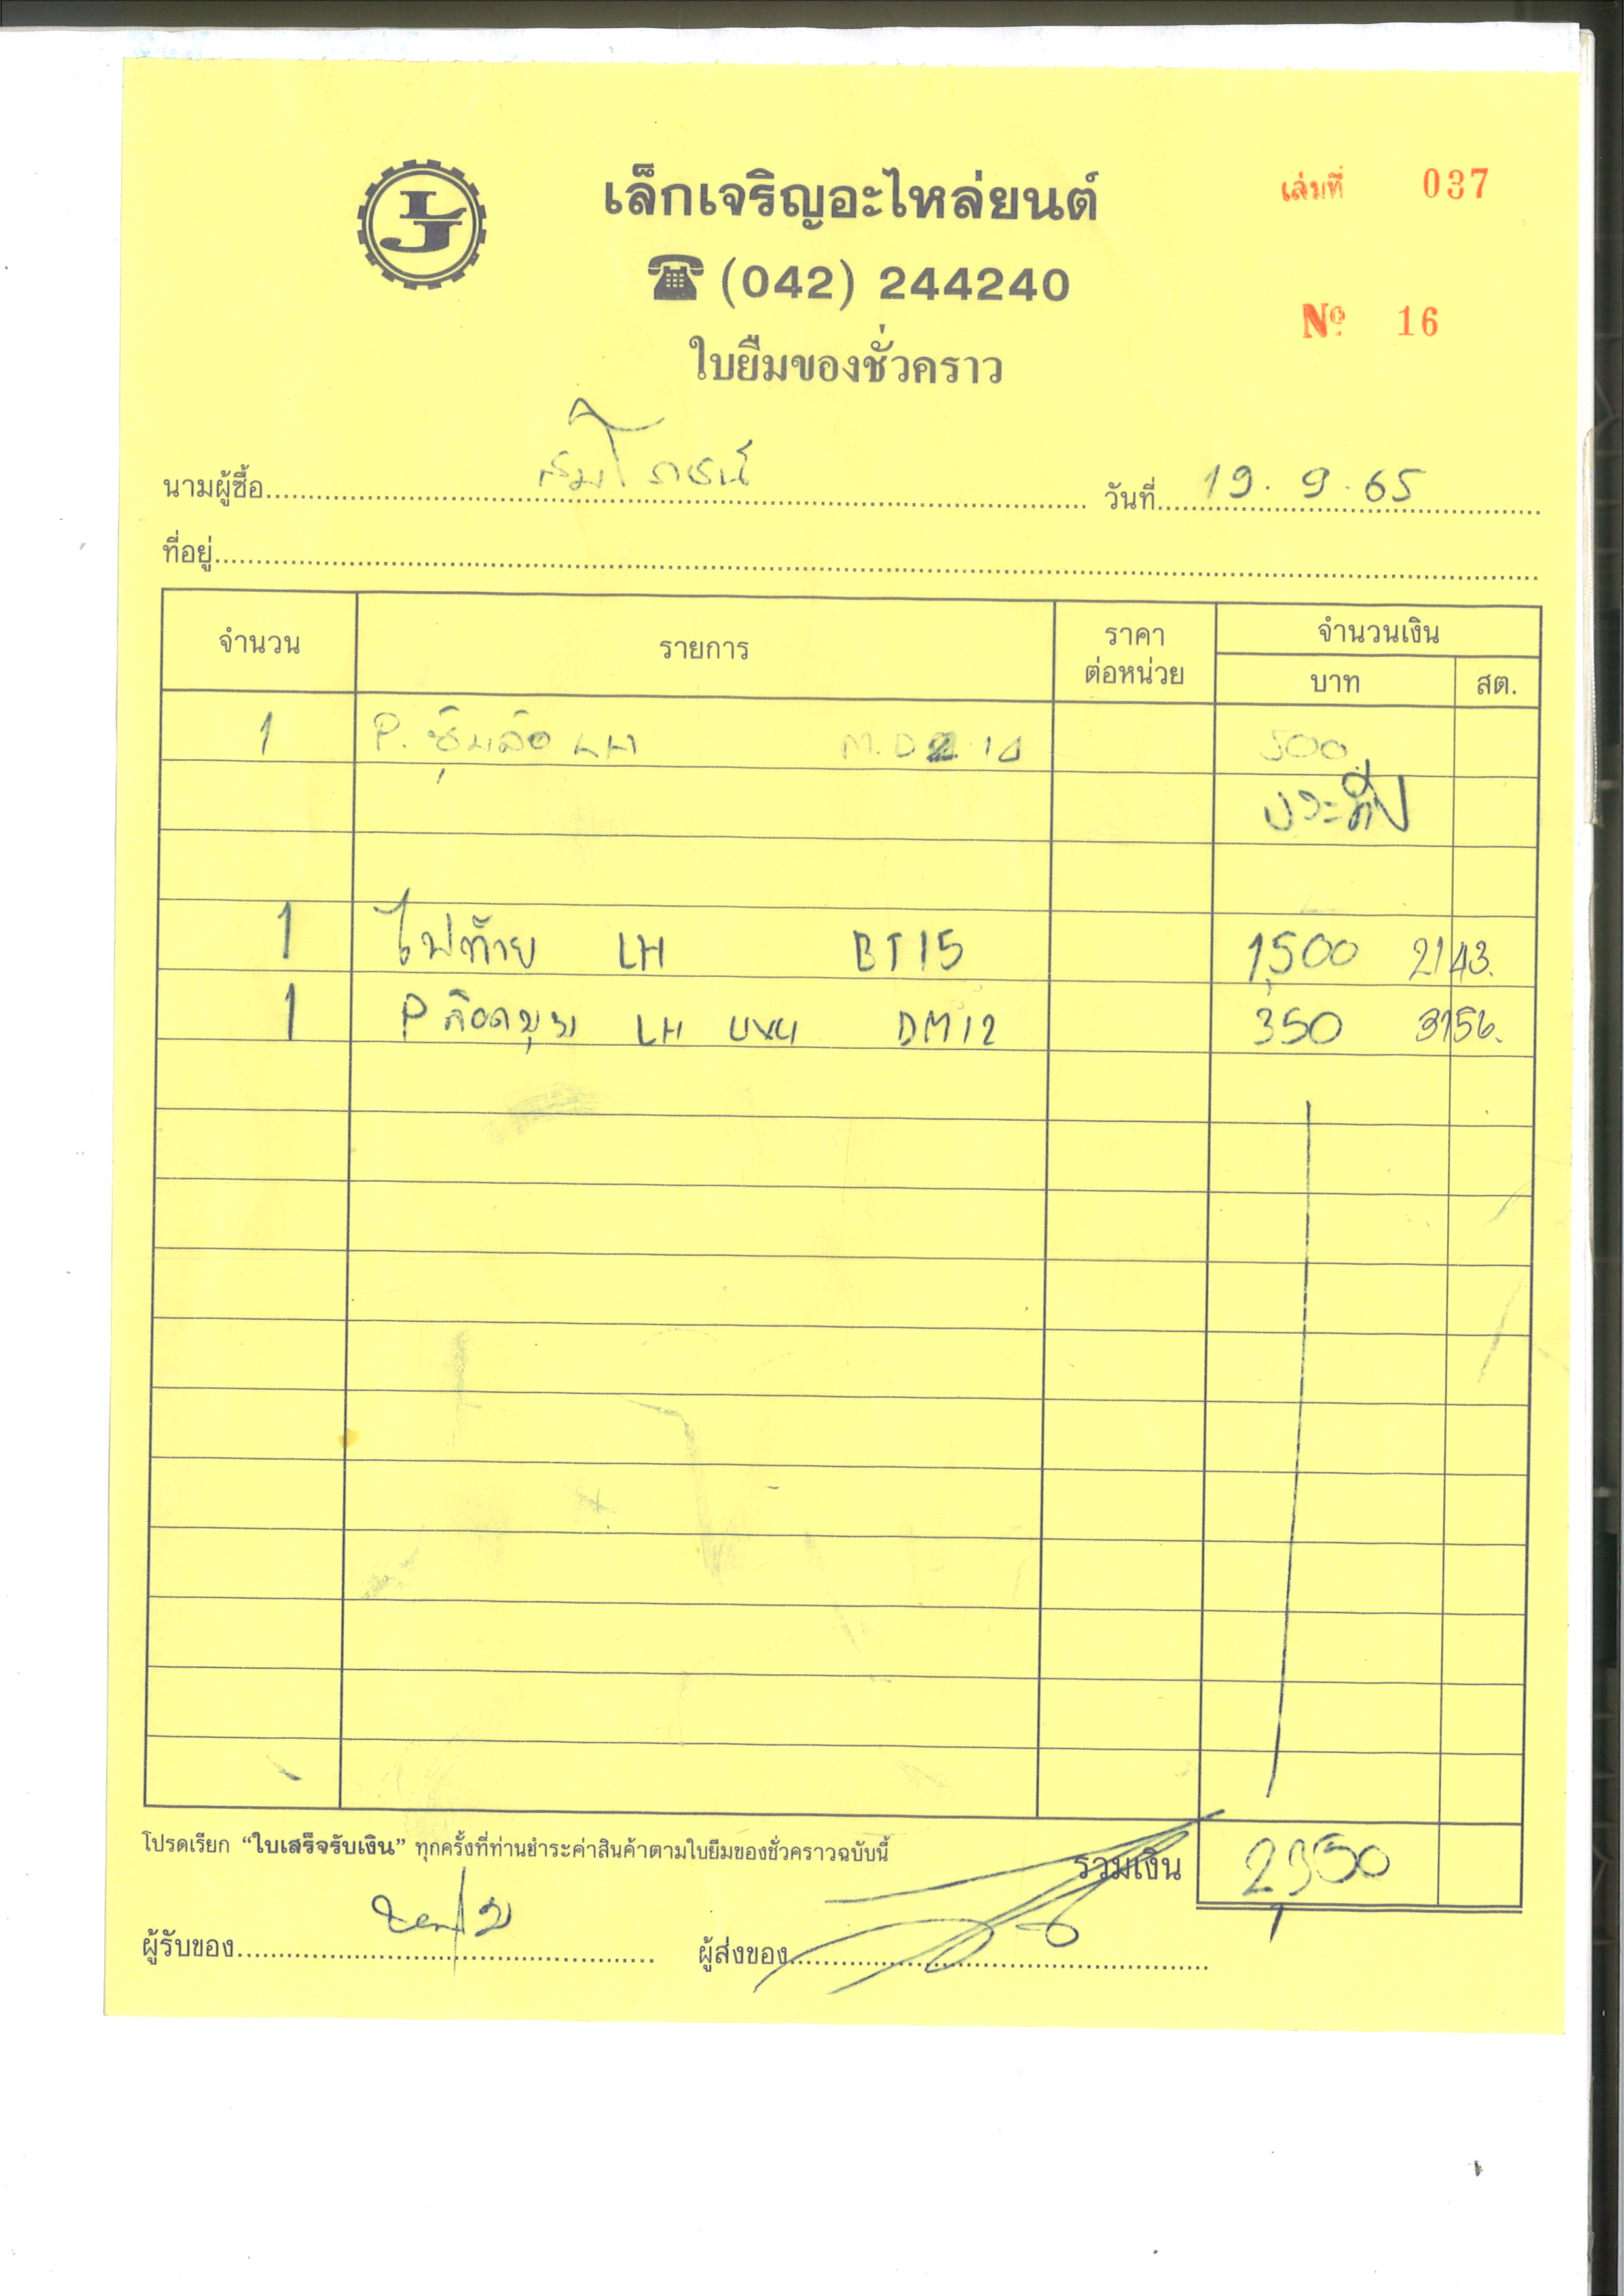 LJ
เล็กเจริญอะไหล่ยนต์
เล่มที่ 037
(042) 244240
Nº 16
ใบยืมของชั่วคราว
นามผู้ซื้อ
วันที่ 19.9.65
ที่อยู่
จำนวน รายการ ราคาต่อหน่วย จำนวนเงิน
บาท สต.
1 P. LH 500
1 ไฟท้าย LH BT15 1,500 2143.
1 P LH DM12 350 3156.
โปรดเรียก “ใบเสร็จรับเงิน” ทุกครั้งที่ท่านชำระค่าสินค้าตามใบยืมของชั่วคราวฉบับนี้
รวมเงิน 2,350
ผู้รับของ ผู้ส่งของ